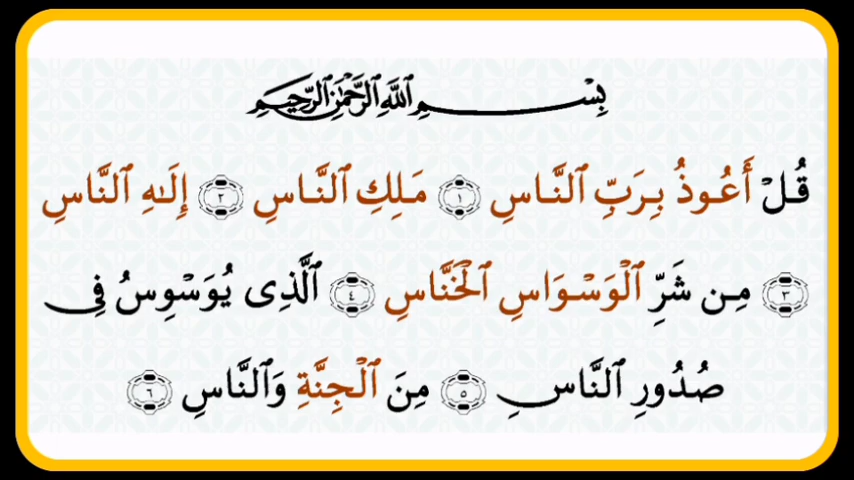 بِسْمِ ٱللَّهِ ٱلرَّحْمَٰنِ ٱلرَّحِيمِ
قُلْ أَعُوذُ بِرَبِّ ٱلنَّاسِ ١ مَلِكِ ٱلنَّاسِ ٢ إِلَٰهِ ٱلنَّاسِ
٣ مِن شَرِّ ٱلْوَسْوَاسِ ٱلْخَنَّاسِ ٤ ٱلَّذِى يُوَسْوِسُ فِى
صُدُورِ ٱلنَّاسِ ٥ مِنَ ٱلْجِنَّةِ وَٱلنَّاسِ ٦